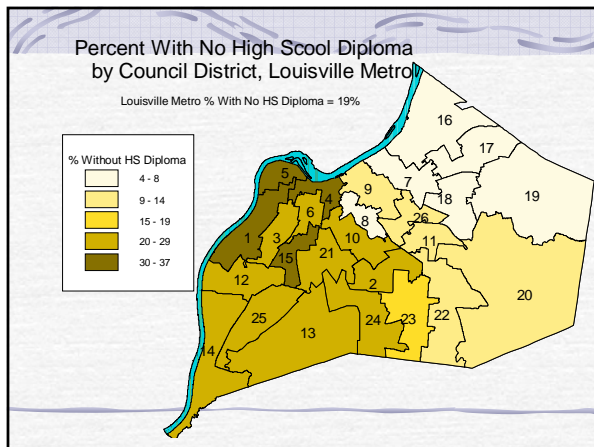 Percent With No High Scool Diploma
by Council District, Louisville Metro
Louisville Metro % With No HS Diploma = 19%
% Without HS Diploma
4 - 8
9 - 14
15 - 19
20 - 29
30 - 37
16
17
5
9
7
19
4
18
6
8
26
1
3
10
11
15
21
12
2
20
25
22
24
23
13
14